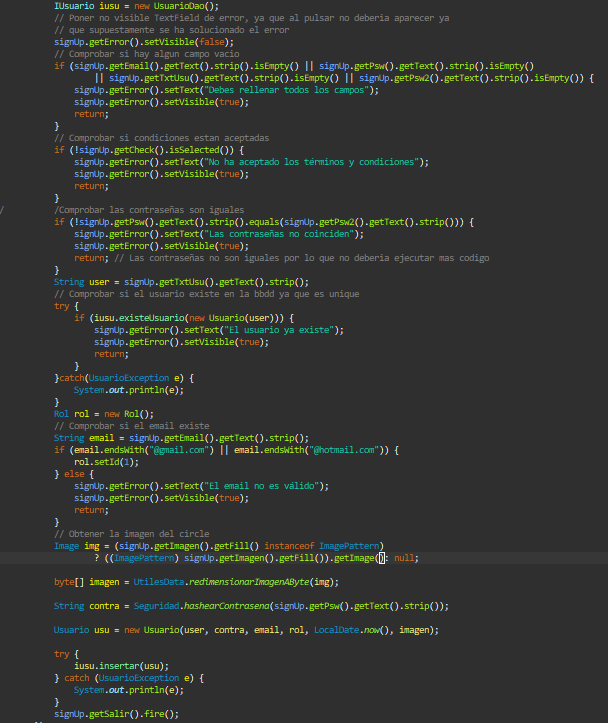 IUsuario iusu = new UsuarioDao();
// Poner no visible TextField de error, ya que al pulsar no deberia aparecer ya
// que supuestamente se ha solucionado el error
signUp.getError().setVisible(false);
// Comprobar si hay algun campo vacio
if (signUp.getEmail().getText().strip().isEmpty() || signUp.getPsw().getText().strip().isEmpty()
|| signUp.getTxtUsu().getText().strip().isEmpty() || signUp.getPsw2().getText().strip().isEmpty()) {
signUp.getError().setText("Debes rellenar todos los campos");
signUp.getError().setVisible(true);
return;
}
// Comprobar si condiciones estan aceptadas
if (!signUp.getCheck().isSelected()) {
signUp.getError().setText("No ha aceptado los términos y condiciones");
signUp.getError().setVisible(true);
return;
}
/ /Comprobar las contraseñas son iguales
if (!signUp.getPsw().getText().strip().equals(signUp.getPsw2().getText().strip())) {
signUp.getError().setText("Las contraseñas no coinciden");
signUp.getError().setVisible(true);
return; // Las contraseñas no son iguales por lo que no deberia ejecutar mas codigo
}
String user = signUp.getTxtUsu().getText().strip();
// Comprobar si el usuario existe en la bbdd ya que es unique
try {
if (iusu.existeUsuario(new Usuario(user))) {
signUp.getError().setText("El usuario ya existe");
signUp.getError().setVisible(true);
return;
}
}catch(UsuarioException e) {
System.out.println(e);
}
Rol rol = new Rol();
// Comprobar si el email existe
String email = signUp.getEmail().getText().strip();
if (email.endsWith("@gmail.com") || email.endsWith("@hotmail.com")) {
rol.setId(1);
} else {
signUp.getError().setText("El email no es válido");
signUp.getError().setVisible(true);
return;
}
// Obtener la imagen del circle
Image img = (signUp.getImagen().getFill() instanceof ImagePattern)
? ((ImagePattern) signUp.getImagen().getFill()).getImage(): null;
byte[] imagen = UtilesData.redimensionarImagenAByte(img);
String contra = Seguridad.hashearContrasena(signUp.getPsw().getText().strip());
Usuario usu = new Usuario(user, contra, email, rol, LocalDate.now(), imagen);
try {
iusu.insertar(usu);
} catch (UsuarioException e) {
System.out.println(e);
}
signUp.getSalir().fire();